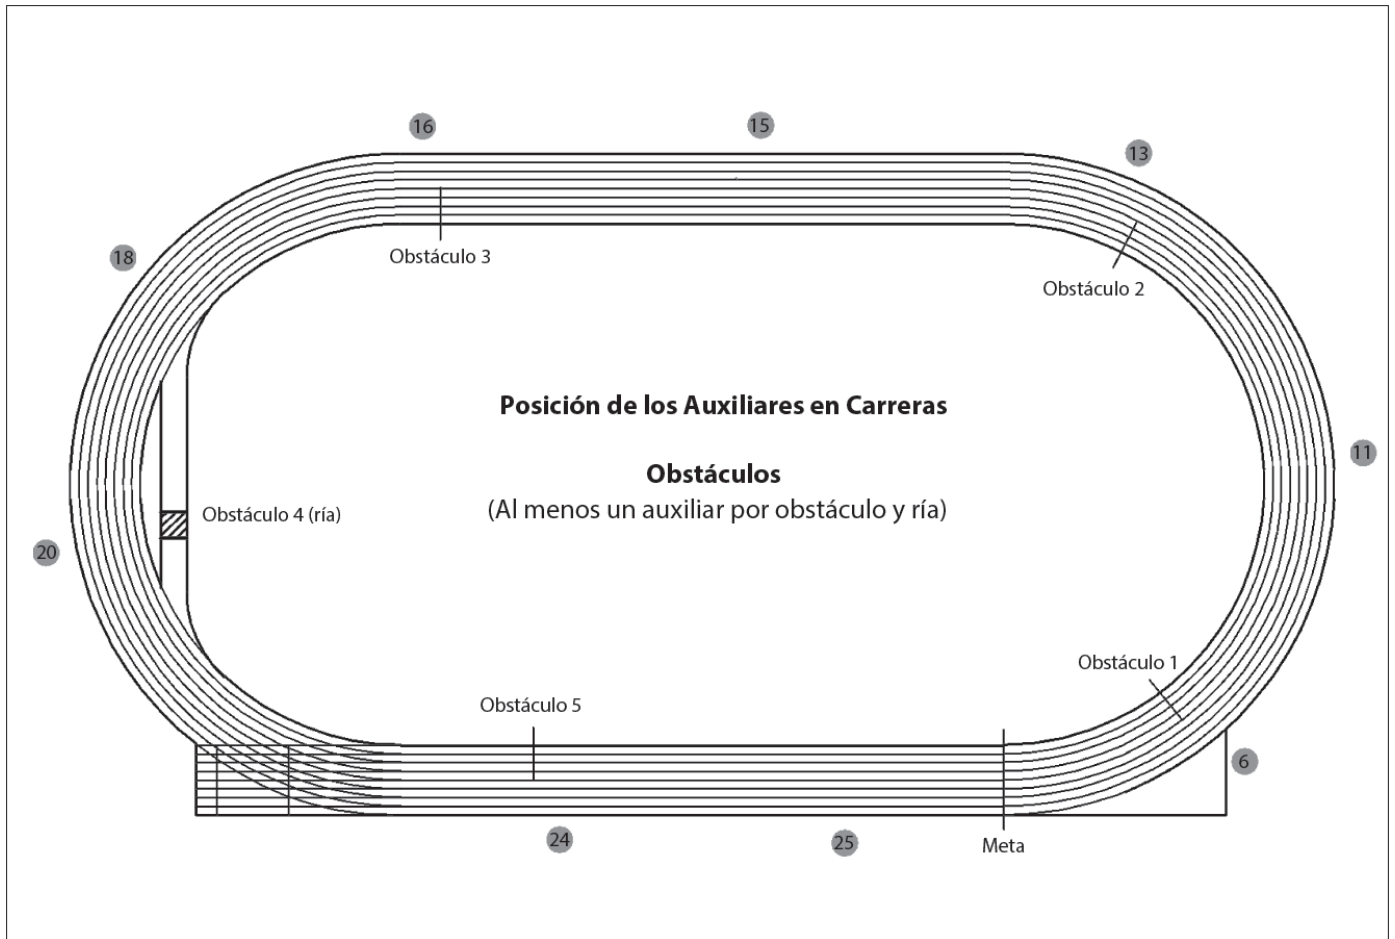 16
15
13
Obstáculo 3
18
Obstáculo 2
Posición de los Auxiliares en Carreras
11
Obstáculos
(Al menos un auxiliar por obstáculo y ría)
Obstáculo 4 (ría)
20
Obstáculo 1
Obstáculo 5
6
24
25
Meta